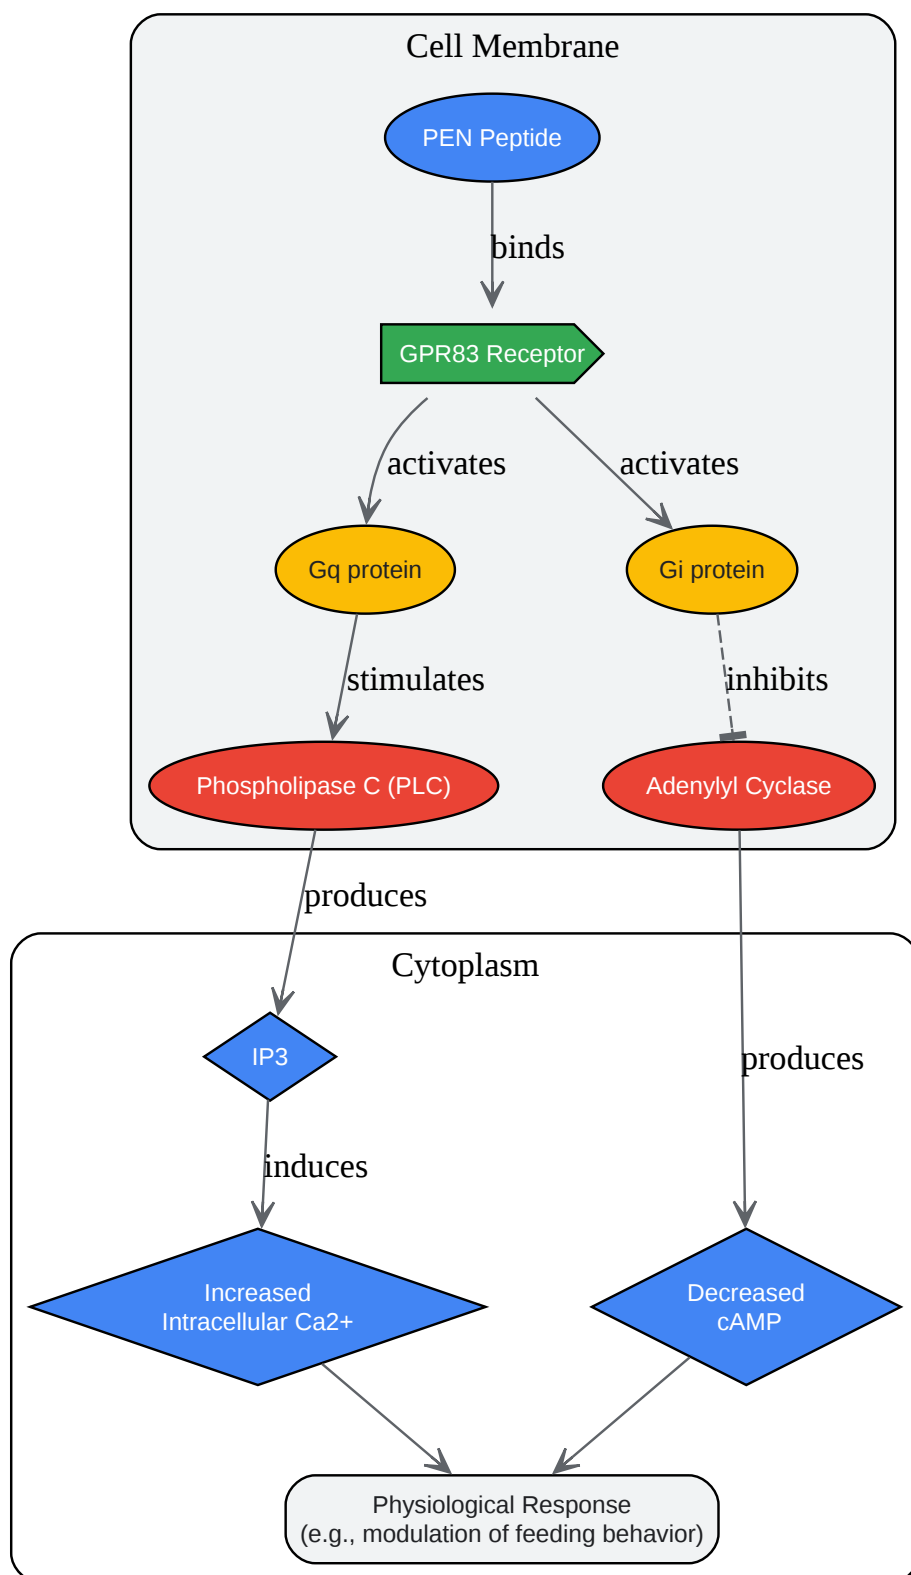 Cell Membrane
PEN Peptide
binds
GPR83 Receptor
activates
activates
Gq protein
Gi protein
stimulates
inhibits
Phospholipase C (PLC)
Adenylyl Cyclase
produces
Cytoplasm
IP3
produces
induces
Increased
Intracellular Ca2+
Decreased
cAMP
Physiological Response
(e.g., modulation of feeding behavior)